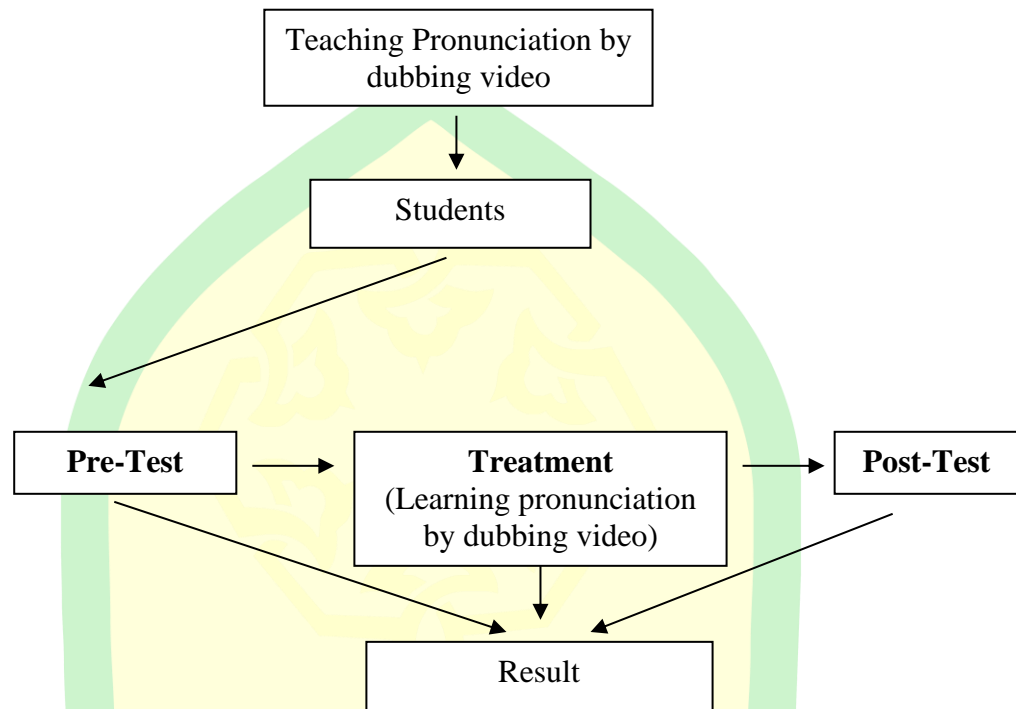 Teaching Pronunciation by
dubbing video
Students
Pre-Test
Treatment
(Learning pronunciation
by dubbing video)
Post-Test
Result